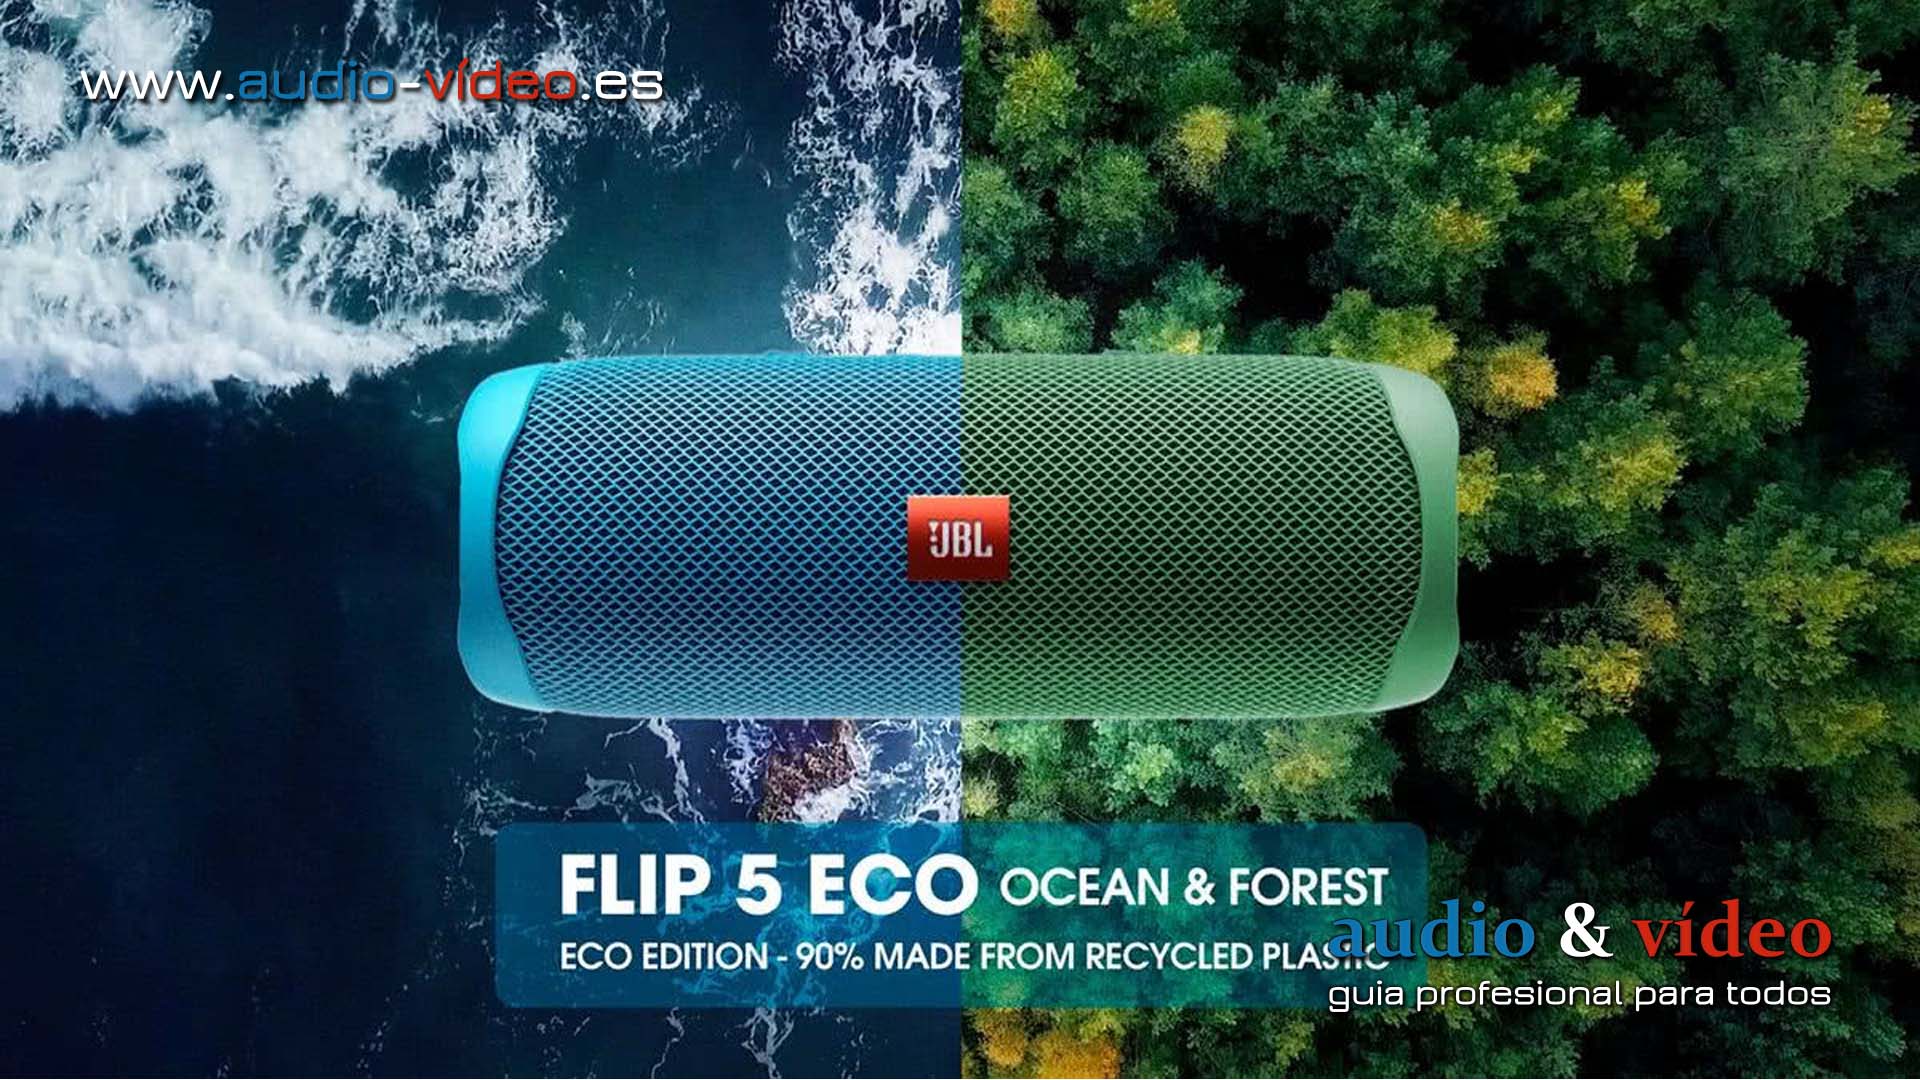 www.audio-vídeo.es
JBL
FLIP 5 ECO OCEAN & FOREST
ECO EDITION - 90% MADE FROM RECYCLED PLASTIC
audio & vídeo
guia profesional para todos